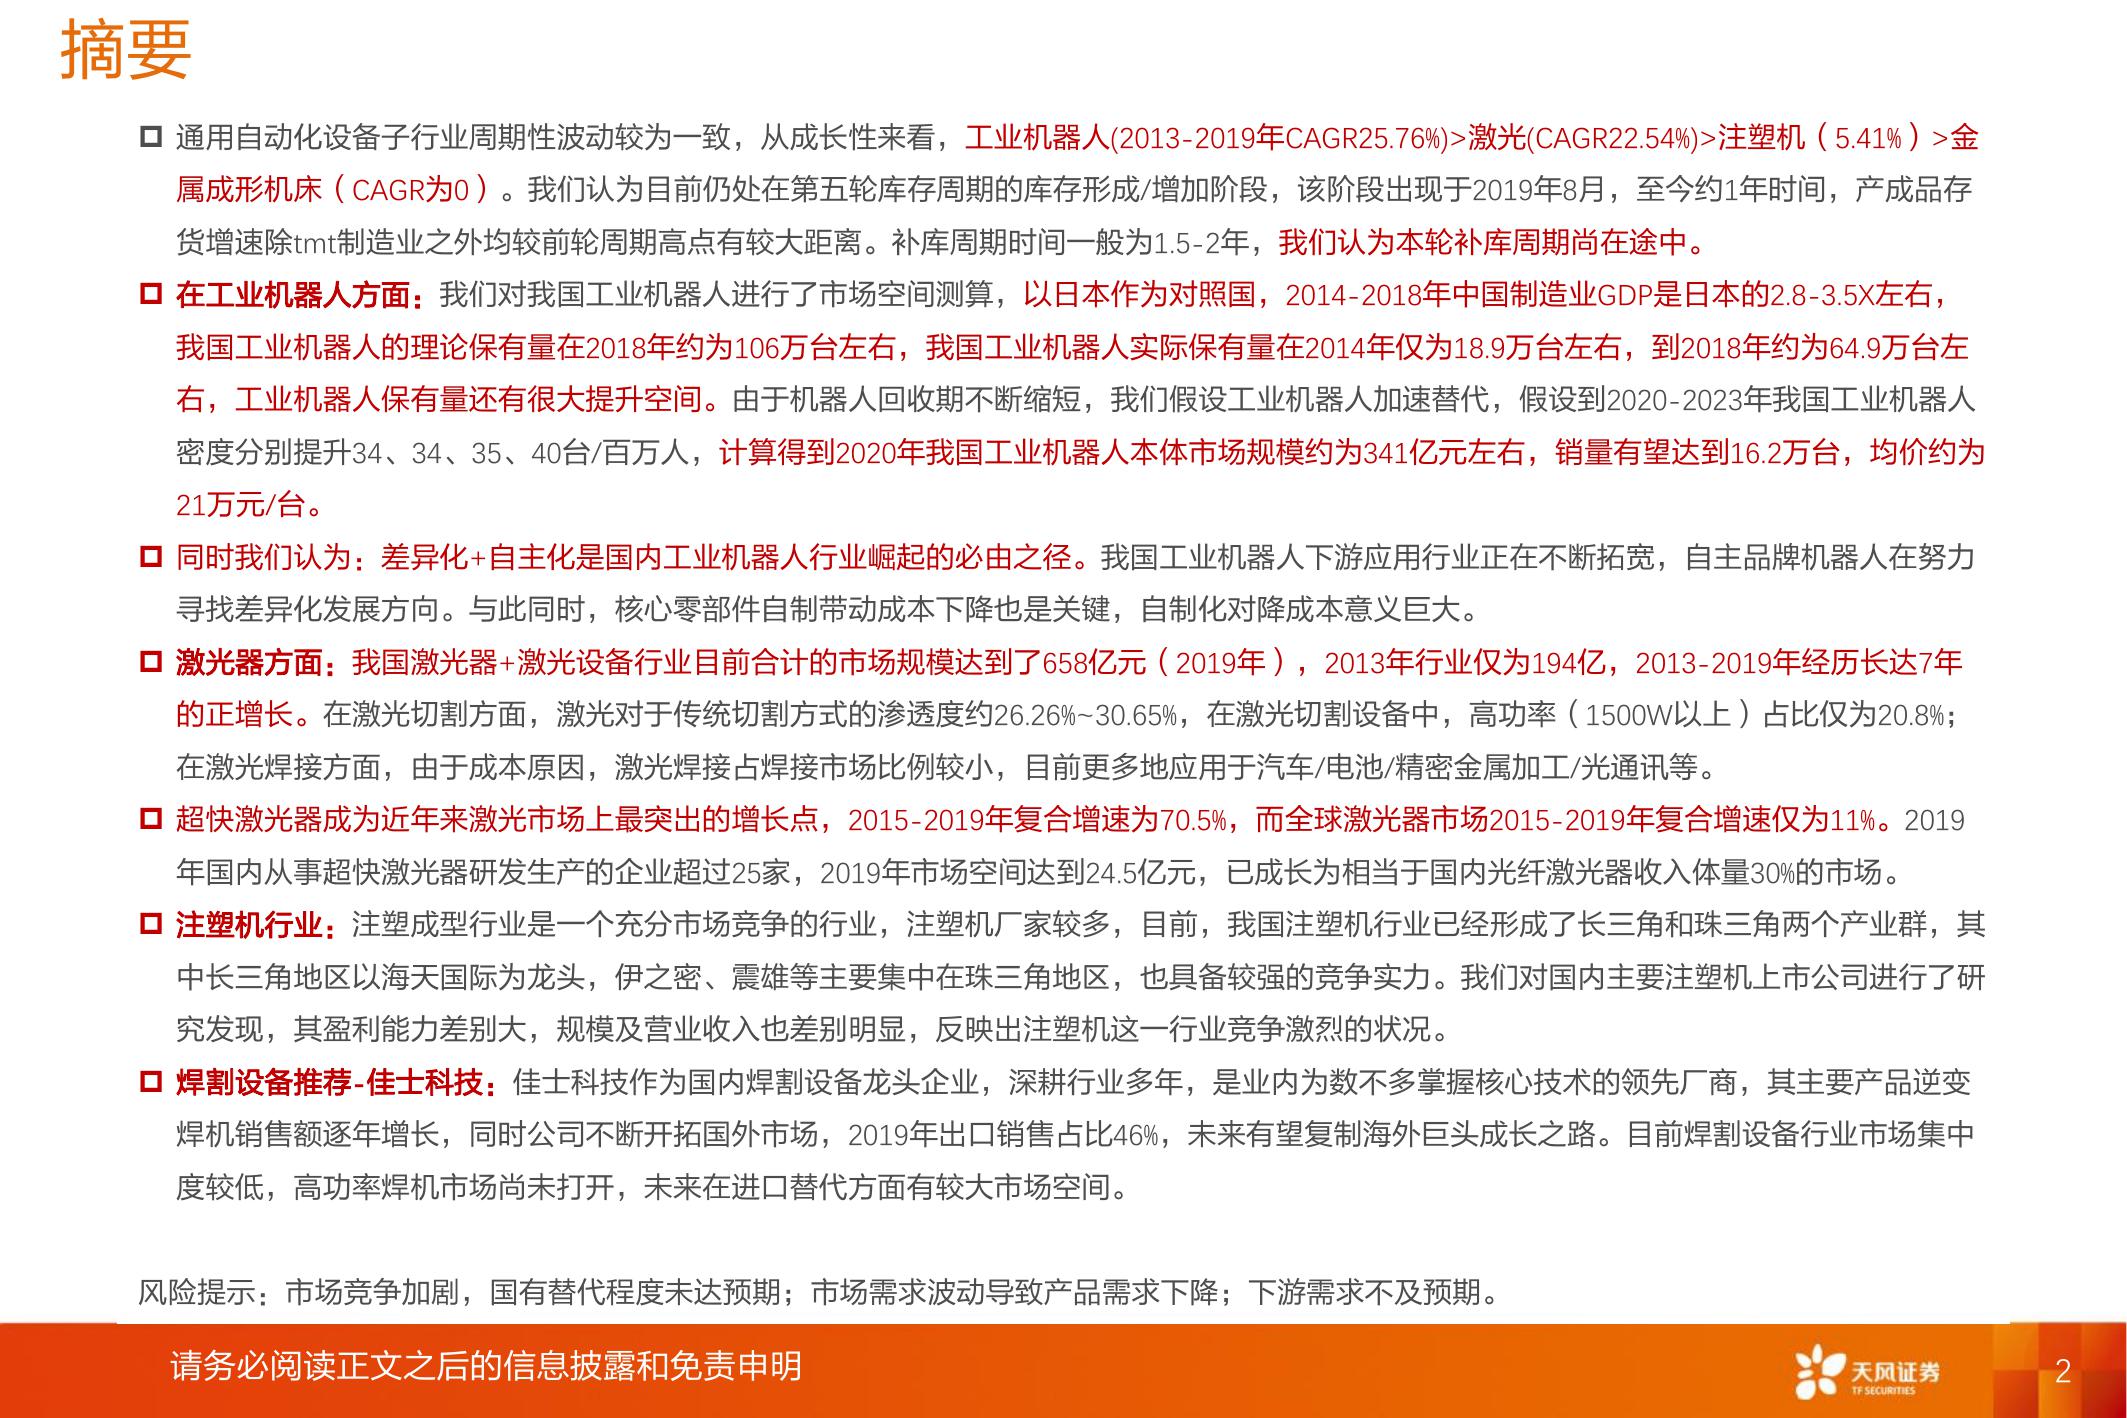 摘要
通用自动化设备子行业周期性波动较为一致，从成长性来看，工业机器人(2013-2019年CAGR25.76%)>激光(CAGR22.54%)>注塑机（5.41%）>金
属成形机床（CAGR为0）。我们认为目前仍处在第五轮库存周期的库存形成/增加阶段，该阶段出现于2019年8月，至今约1年时间，产成品存
货增速除tmt制造业之外均较前轮周期高点有较大距离。补库周期时间一般为1.5-2年，我们认为本轮补库周期尚在途中。
在工业机器人方面：我们对我国工业机器人进行了市场空间测算，以日本作为对照国，2014-2018年中国制造业GDP是日本的2.8-3.5X左右，
我国工业机器人的理论保有量在2018年约为106万台左右，我国工业机器人实际保有量在2014年仅为18.9万台左右，到2018年约为64.9万台左
右，工业机器人保有量还有很大提升空间。由于机器人回收期不断缩短，我们假设工业机器人加速替代，假设到2020-2023年我国工业机器人
密度分别提升34、34、35、40台/百万人，计算得到2020年我国工业机器人本体市场规模约为341亿元左右，销量有望达到16.2万台，均价约为
21万元/台。
同时我们认为：差异化+自主化是国内工业机器人行业崛起的必由之径。我国工业机器人下游应用行业正在不断拓宽，自主品牌机器人在努力
寻找差异化发展方向。与此同时，核心零部件自制带动成本下降也是关键，自制化对降成本意义巨大。
激光器方面：我国激光器+激光设备行业目前合计的市场规模达到了658亿元（2019年），2013年行业仅为194亿，2013-2019年经历长达7年
的正增长。在激光切割方面，激光对于传统切割方式的渗透度约26.26%~30.65%，在激光切割设备中，高功率（1500W以上）占比仅为20.8%；
在激光焊接方面，由于成本原因，激光焊接占焊接市场比例较小，目前更多地应用于汽车/电池/精密金属加工/光通讯等。
超快激光器成为近年来激光市场上最突出的增长点，2015-2019年复合增速为70.5%，而全球激光器市场2015-2019年复合增速仅为11%。2019
年国内从事超快激光器研发生产的企业超过25家，2019年市场空间达到24.5亿元，已成长为相当于国内光纤激光器收入体量30%的市场。
注塑机行业：注塑成型行业是一个充分市场竞争的行业，注塑机厂家较多，目前，我国注塑机行业已经形成了长三角和珠三角两个产业群，其
中长三角地区以海天国际为龙头，伊之密、震雄等主要集中在珠三角地区，也具备较强的竞争实力。我们对国内主要注塑机上市公司进行了研
究发现，其盈利能力差别大，规模及营业收入也差别明显，反映出注塑机这一行业竞争激烈的状况。
焊割设备推荐-佳士科技：佳士科技作为国内焊割设备龙头企业，深耕行业多年，是业内为数不多掌握核心技术的领先厂商，其主要产品逆变
焊机销售额逐年增长，同时公司不断开拓国外市场，2019年出口销售占比46%，未来有望复制海外巨头成长之路。目前焊割设备行业市场集中
度较低，高功率焊机市场尚未打开，未来在进口替代方面有较大市场空间。
风险提示：市场竞争加剧，国有替代程度未达预期；市场需求波动导致产品需求下降；下游需求不及预期。
请务必阅读正文之后的信息披露和免责申明
天风证券
TF SECURITIES
2